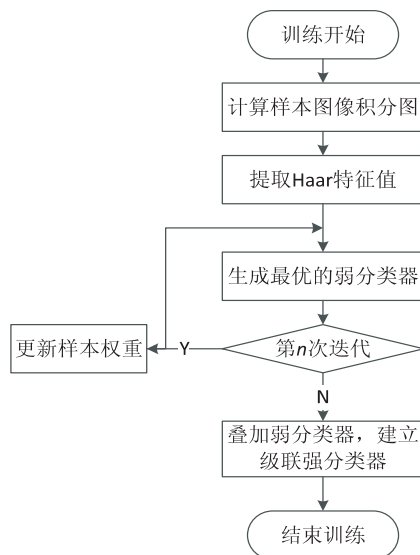 训练开始
计算样本图像积分图
提取Haar特征值
生成最优的弱分类器
更新样本权重
Y
第n次迭代
N
叠加弱分类器，建立
级联强分类器
结束训练